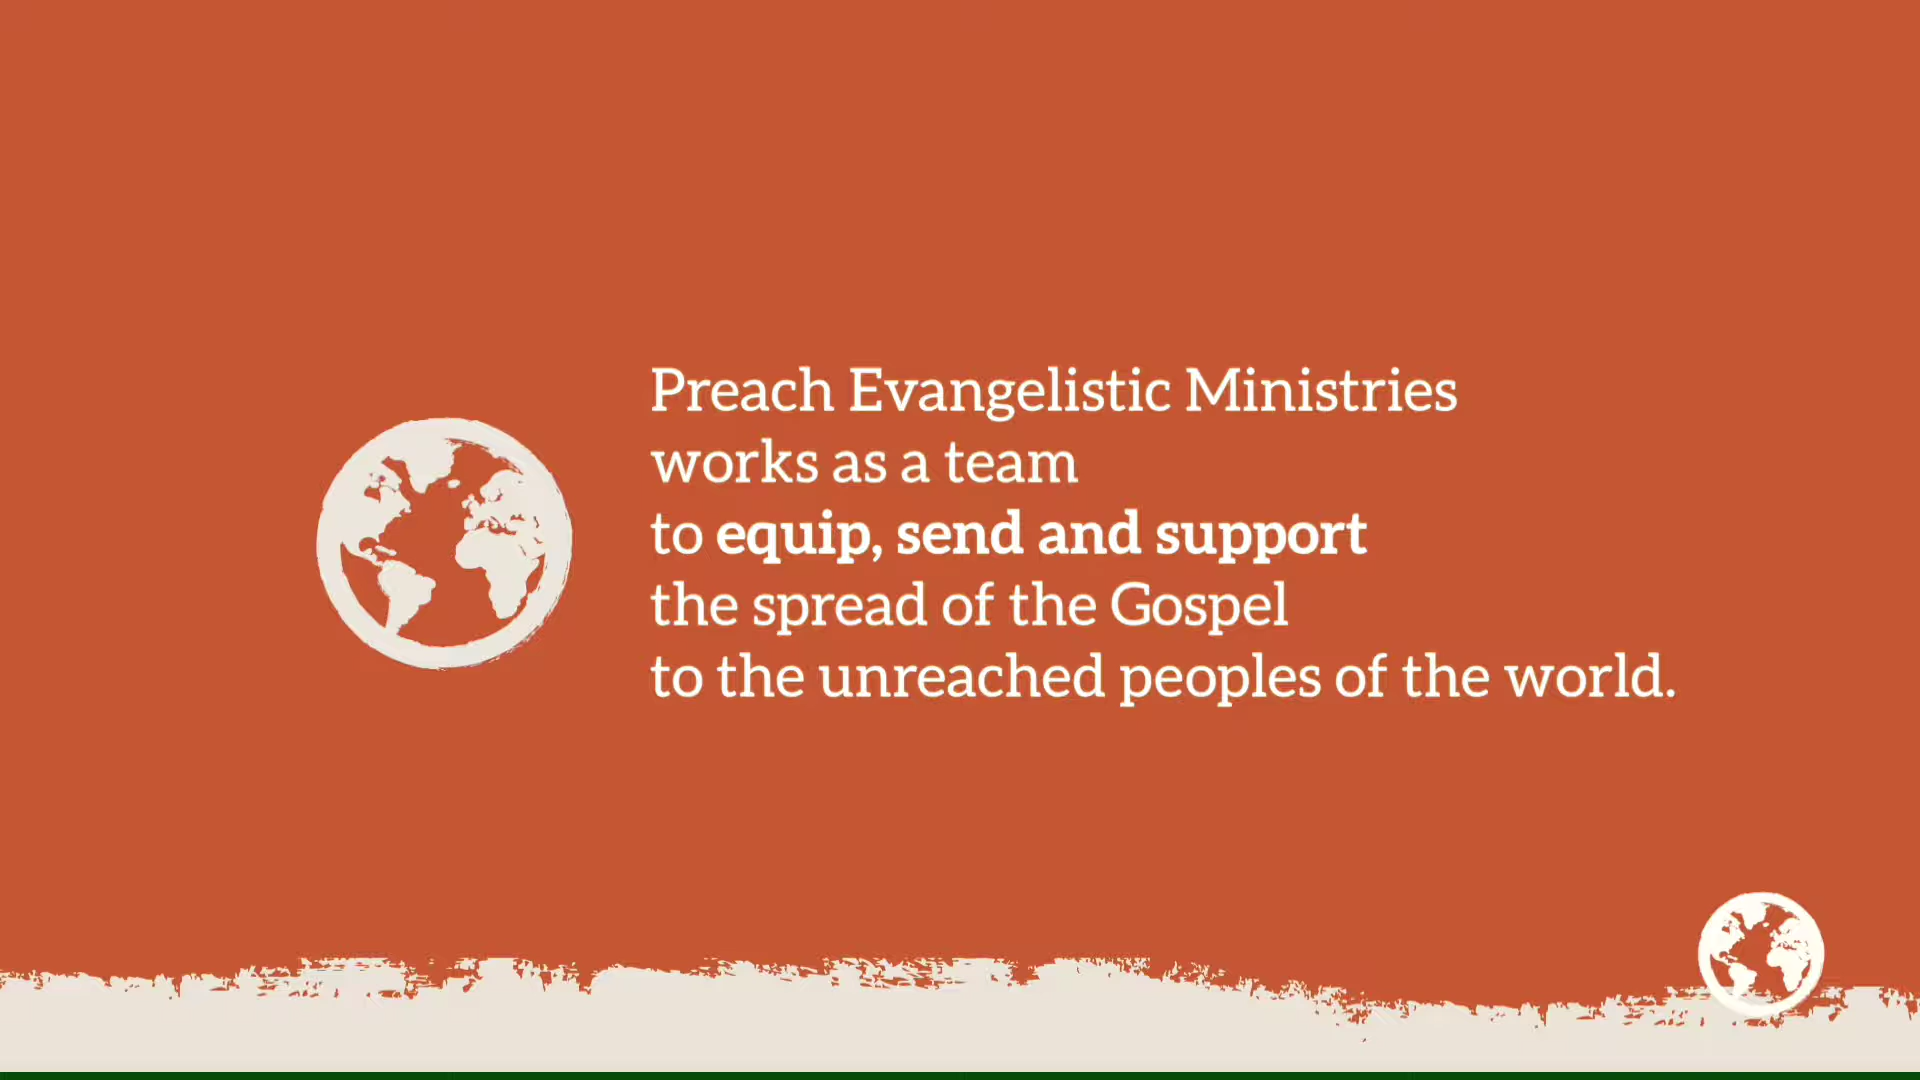 Preach Evangelistic Ministries
works as a team
to equip, send and support
the spread of the Gospel
to the unreached peoples of the world.